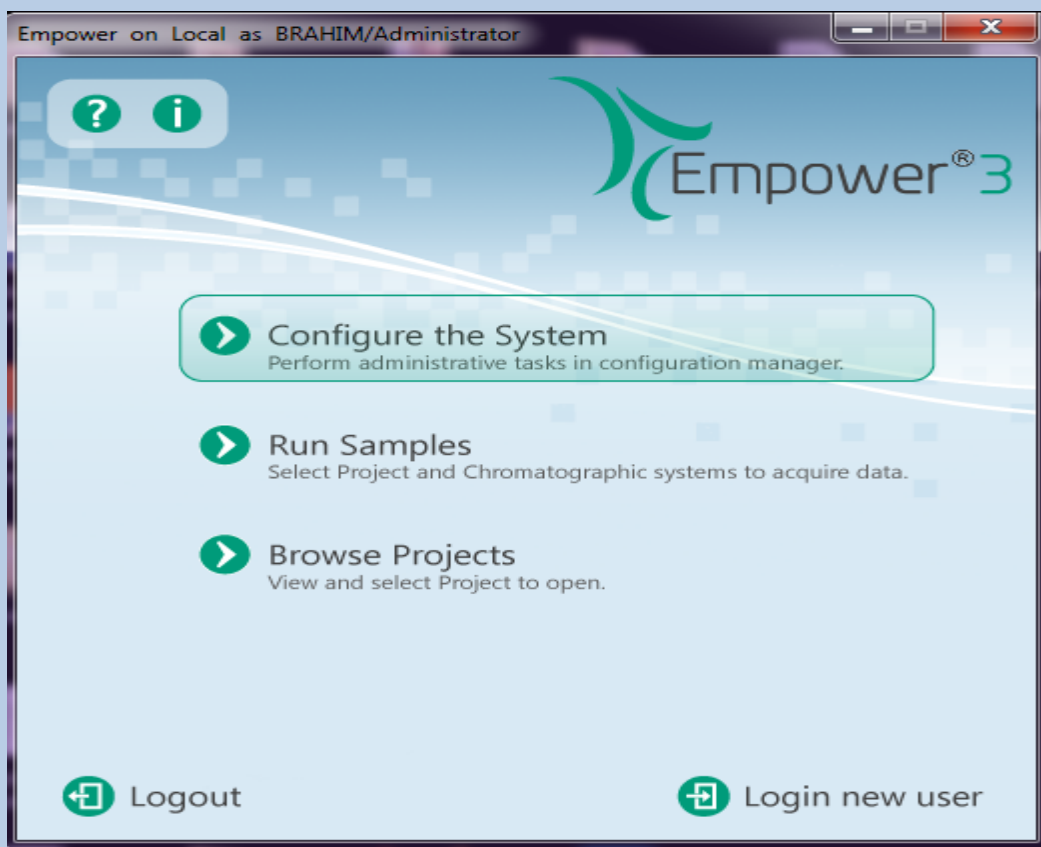 Empower on Local as BRAHIM/Administrator
? i
Empower®3
Configure the System
Perform administrative tasks in configuration manager.
Run Samples
Select Project and Chromatographic systems to acquire data.
Browse Projects
View and select Project to open.
Logout
Login new user